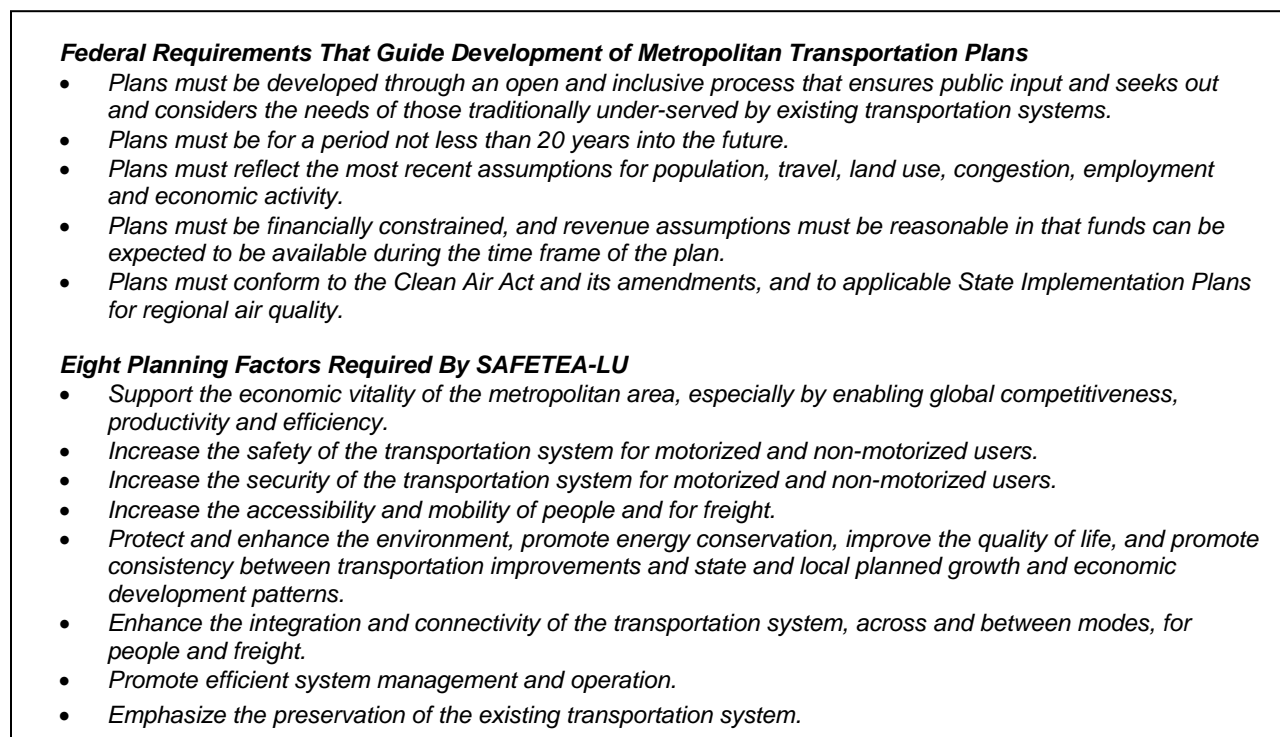 Federal Requirements That Guide Development of Metropolitan Transportation Plans
• Plans must be developed through an open and inclusive process that ensures public input and seeks out
and considers the needs of those traditionally under-served by existing transportation systems.
• Plans must be for a period not less than 20 years into the future.
• Plans must reflect the most recent assumptions for population, travel, land use, congestion, employment
and economic activity.
• Plans must be financially constrained, and revenue assumptions must be reasonable in that funds can be
expected to be available during the time frame of the plan.
• Plans must conform to the Clean Air Act and its amendments, and to applicable State Implementation Plans
for regional air quality.
Eight Planning Factors Required By SAFETEA-LU
• Support the economic vitality of the metropolitan area, especially by enabling global competitiveness,
productivity and efficiency.
• Increase the safety of the transportation system for motorized and non-motorized users.
• Increase the security of the transportation system for motorized and non-motorized users.
• Increase the accessibility and mobility of people and for freight.
• Protect and enhance the environment, promote energy conservation, improve the quality of life, and promote
consistency between transportation improvements and state and local planned growth and economic
development patterns.
• Enhance the integration and connectivity of the transportation system, across and between modes, for
people and freight.
• Promote efficient system management and operation.
• Emphasize the preservation of the existing transportation system.